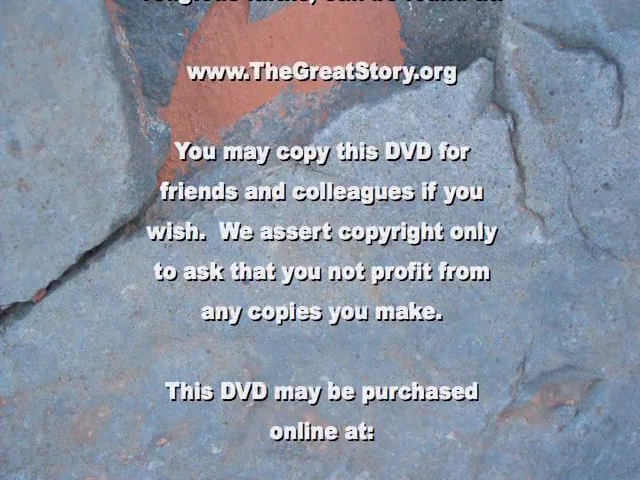 www.TheGreatStory.org
You may copy this DVD for
friends and colleagues if you
wish. We assert copyright only
to ask that you not profit from
any copies you make.
This DVD may be purchased
online at: